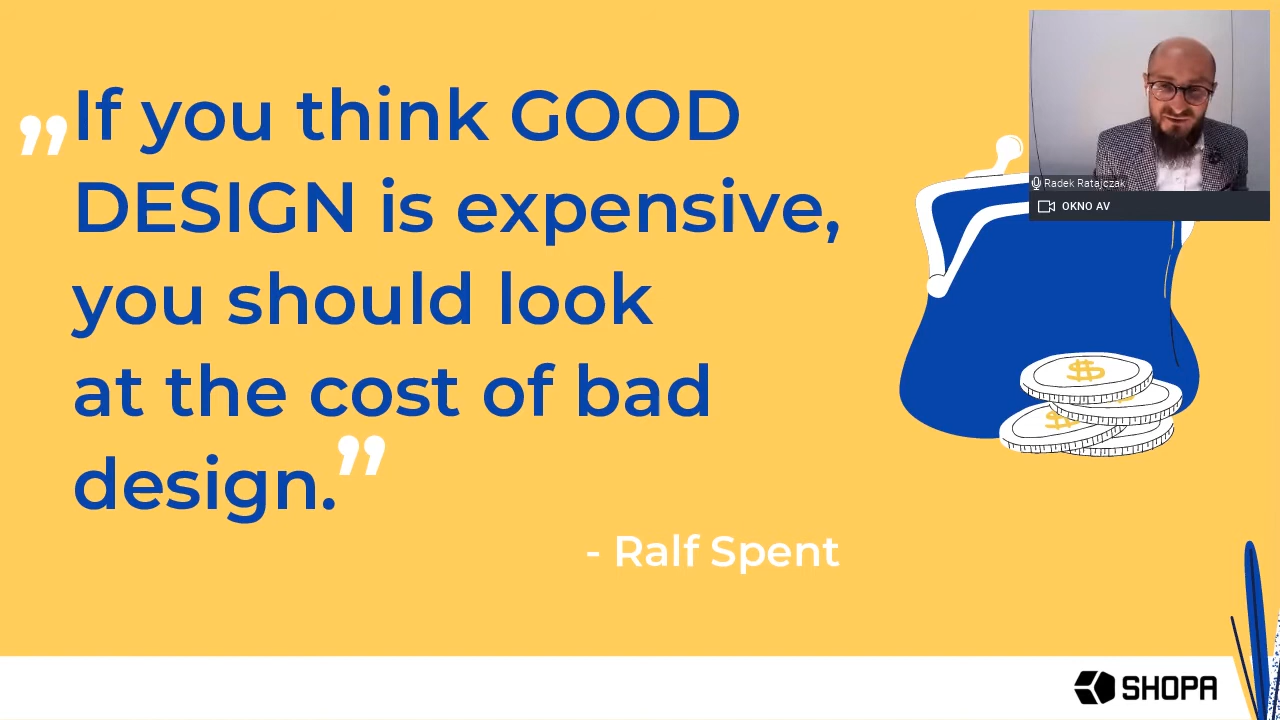 ”If you think GOOD
DESIGN is expensive,
you should look
at the cost of bad
design.”
- Ralf Spent
Radek Ratajczak
OKNO AV
$
$
SHOPA